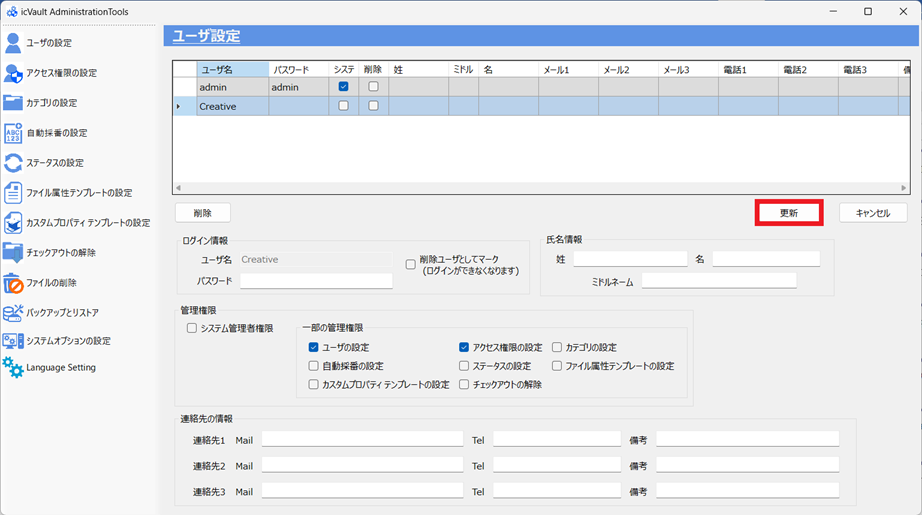 icVault AdministrationTools
ユーザの設定
アクセス権限の設定
カテゴリの設定
自動採番の設定
ステータスの設定
ファイル属性テンプレートの設定
カスタムプロパティ テンプレートの設定
チェックアウトの解除
ファイルの削除
バックアップとリストア
システムオプションの設定
Language Setting
ユーザ設定
ユーザ名 パスワード システ 削除 姓 ミドル 名 メール1 メール2 メール3 電話1 電話2 電話3
admin admin
Creative
削除 更新 キャンセル
ログイン情報
ユーザ名 Creative
パスワード
削除ユーザとしてマーク
(ログインができなくなります)
氏名情報
姓 名
ミドルネーム
管理権限
システム管理者権限
一部の管理権限
ユーザの設定 アクセス権限の設定 カテゴリの設定
自動採番の設定 ステータスの設定 ファイル属性テンプレートの設定
カスタムプロパティ テンプレートの設定 チェックアウトの解除
連絡先の情報
連絡先1 Mail Tel 備考
連絡先2 Mail Tel 備考
連絡先3 Mail Tel 備考